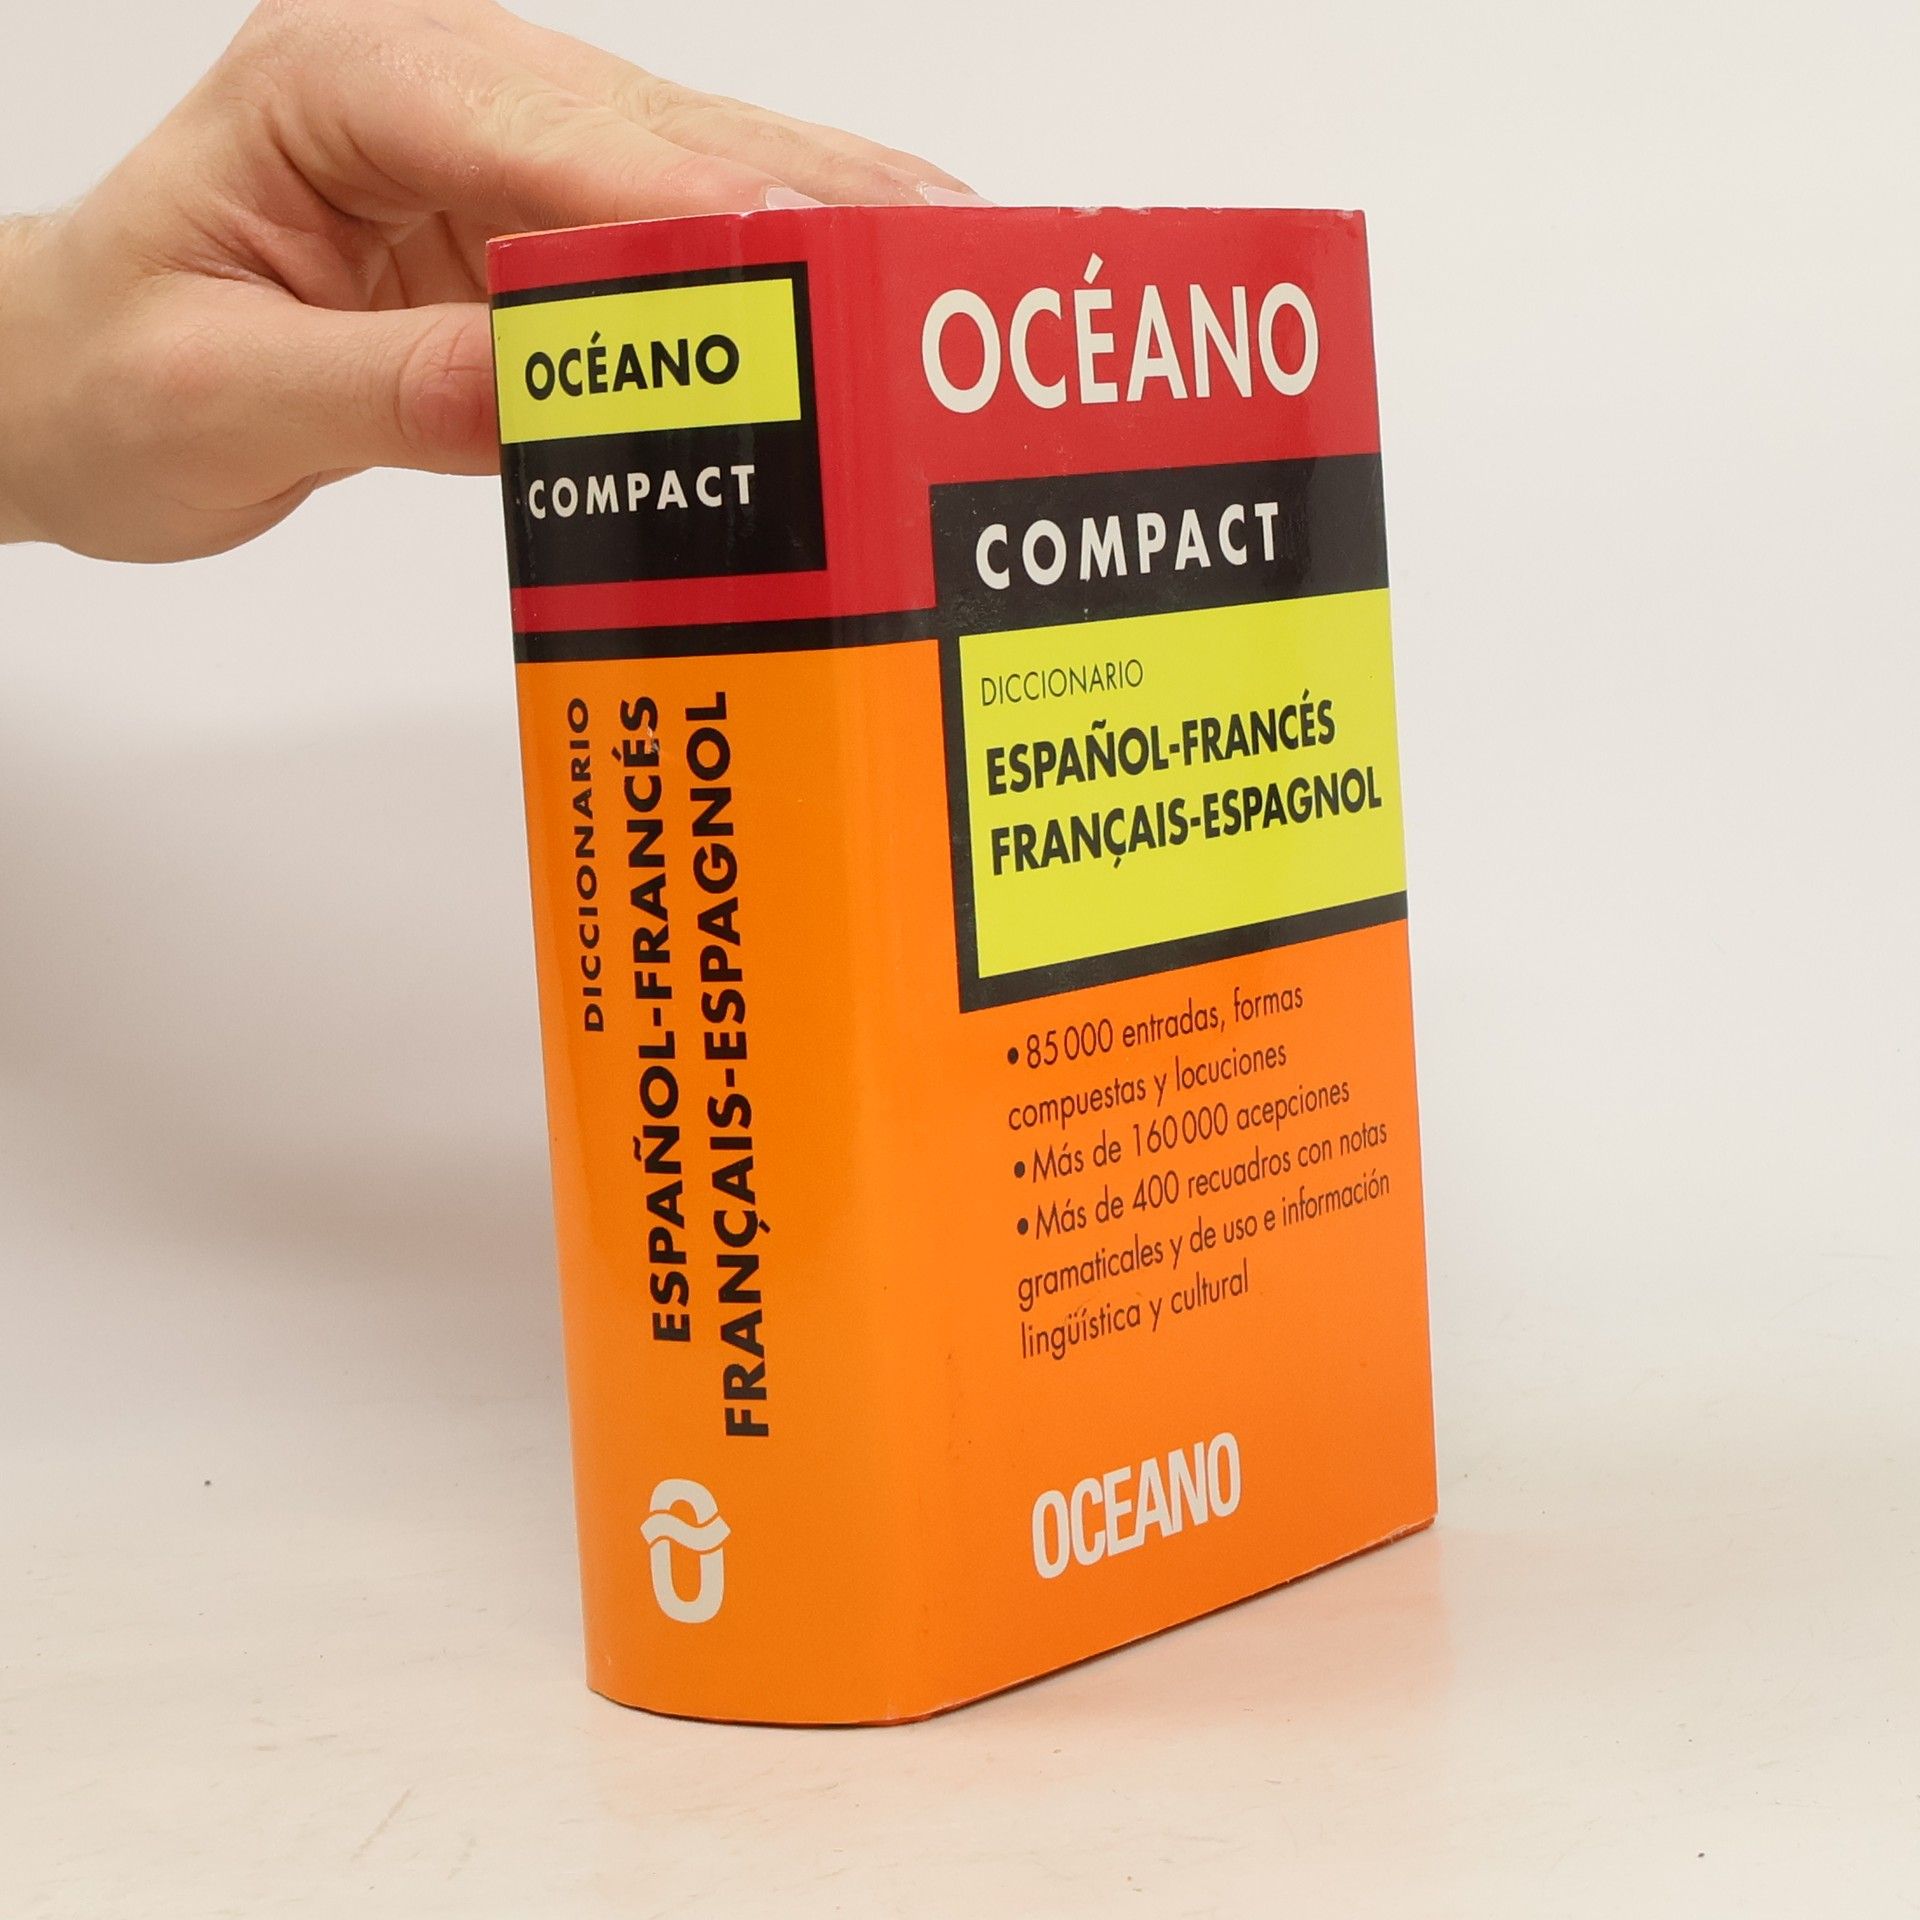 OCÉANO
COMPACT
DICCIONARIO
ESPAÑOL-FRANCÉS
FRANÇAIS-ESPAGNOL
OCÉANO
COMPACT
DICCIONARIO
ESPAÑOL-FRANCÉS
FRANÇAIS-ESPAGNOL
• 85 000 entradas, formas
compuestas y locuciones
• Más de 160 000 acepciones
• Más de 400 recuadros con notas
gramaticales y de uso e información
lingüística y cultural
OCEANO